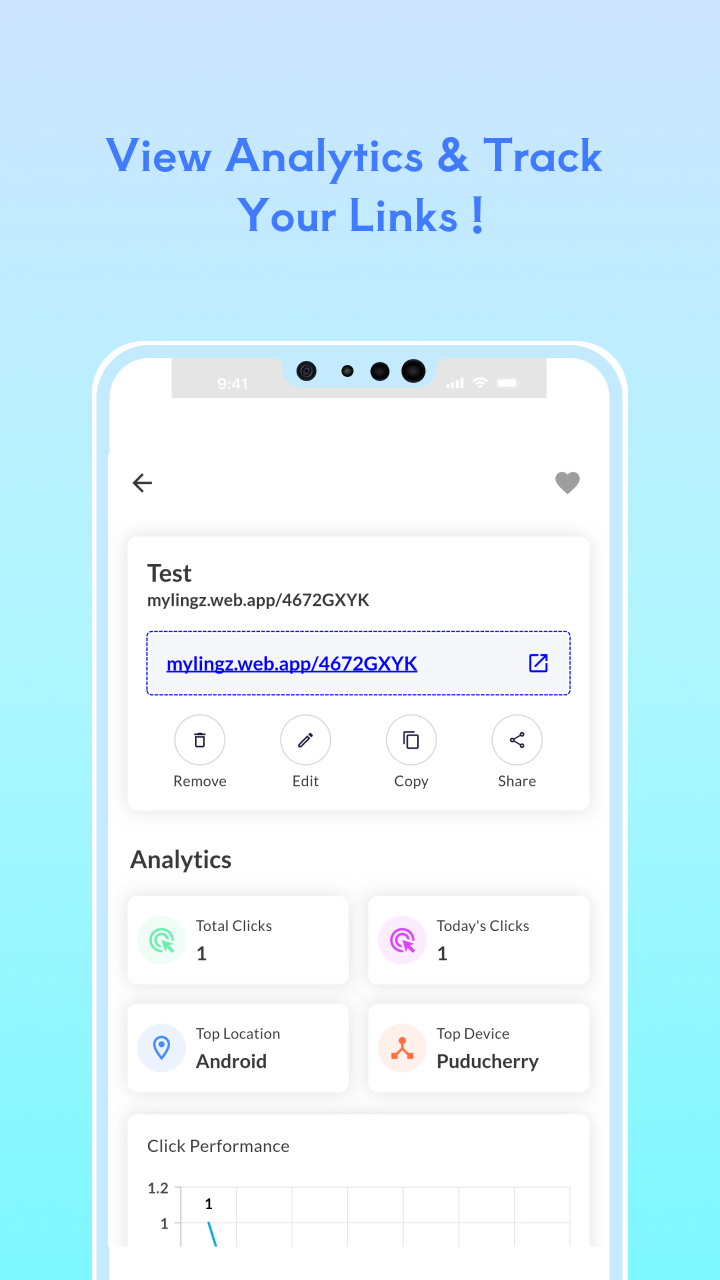 View Analytics & Track
Your Links !
9:41
Test
mylingz.web.app/4672GXYK
mylingz.web.app/4672GXYK
Remove
Edit
Copy
Share
Analytics
Total Clicks
1
Today's Clicks
1
Top Location
Android
Top Device
Puducherry
Click Performance
1.2
1
1